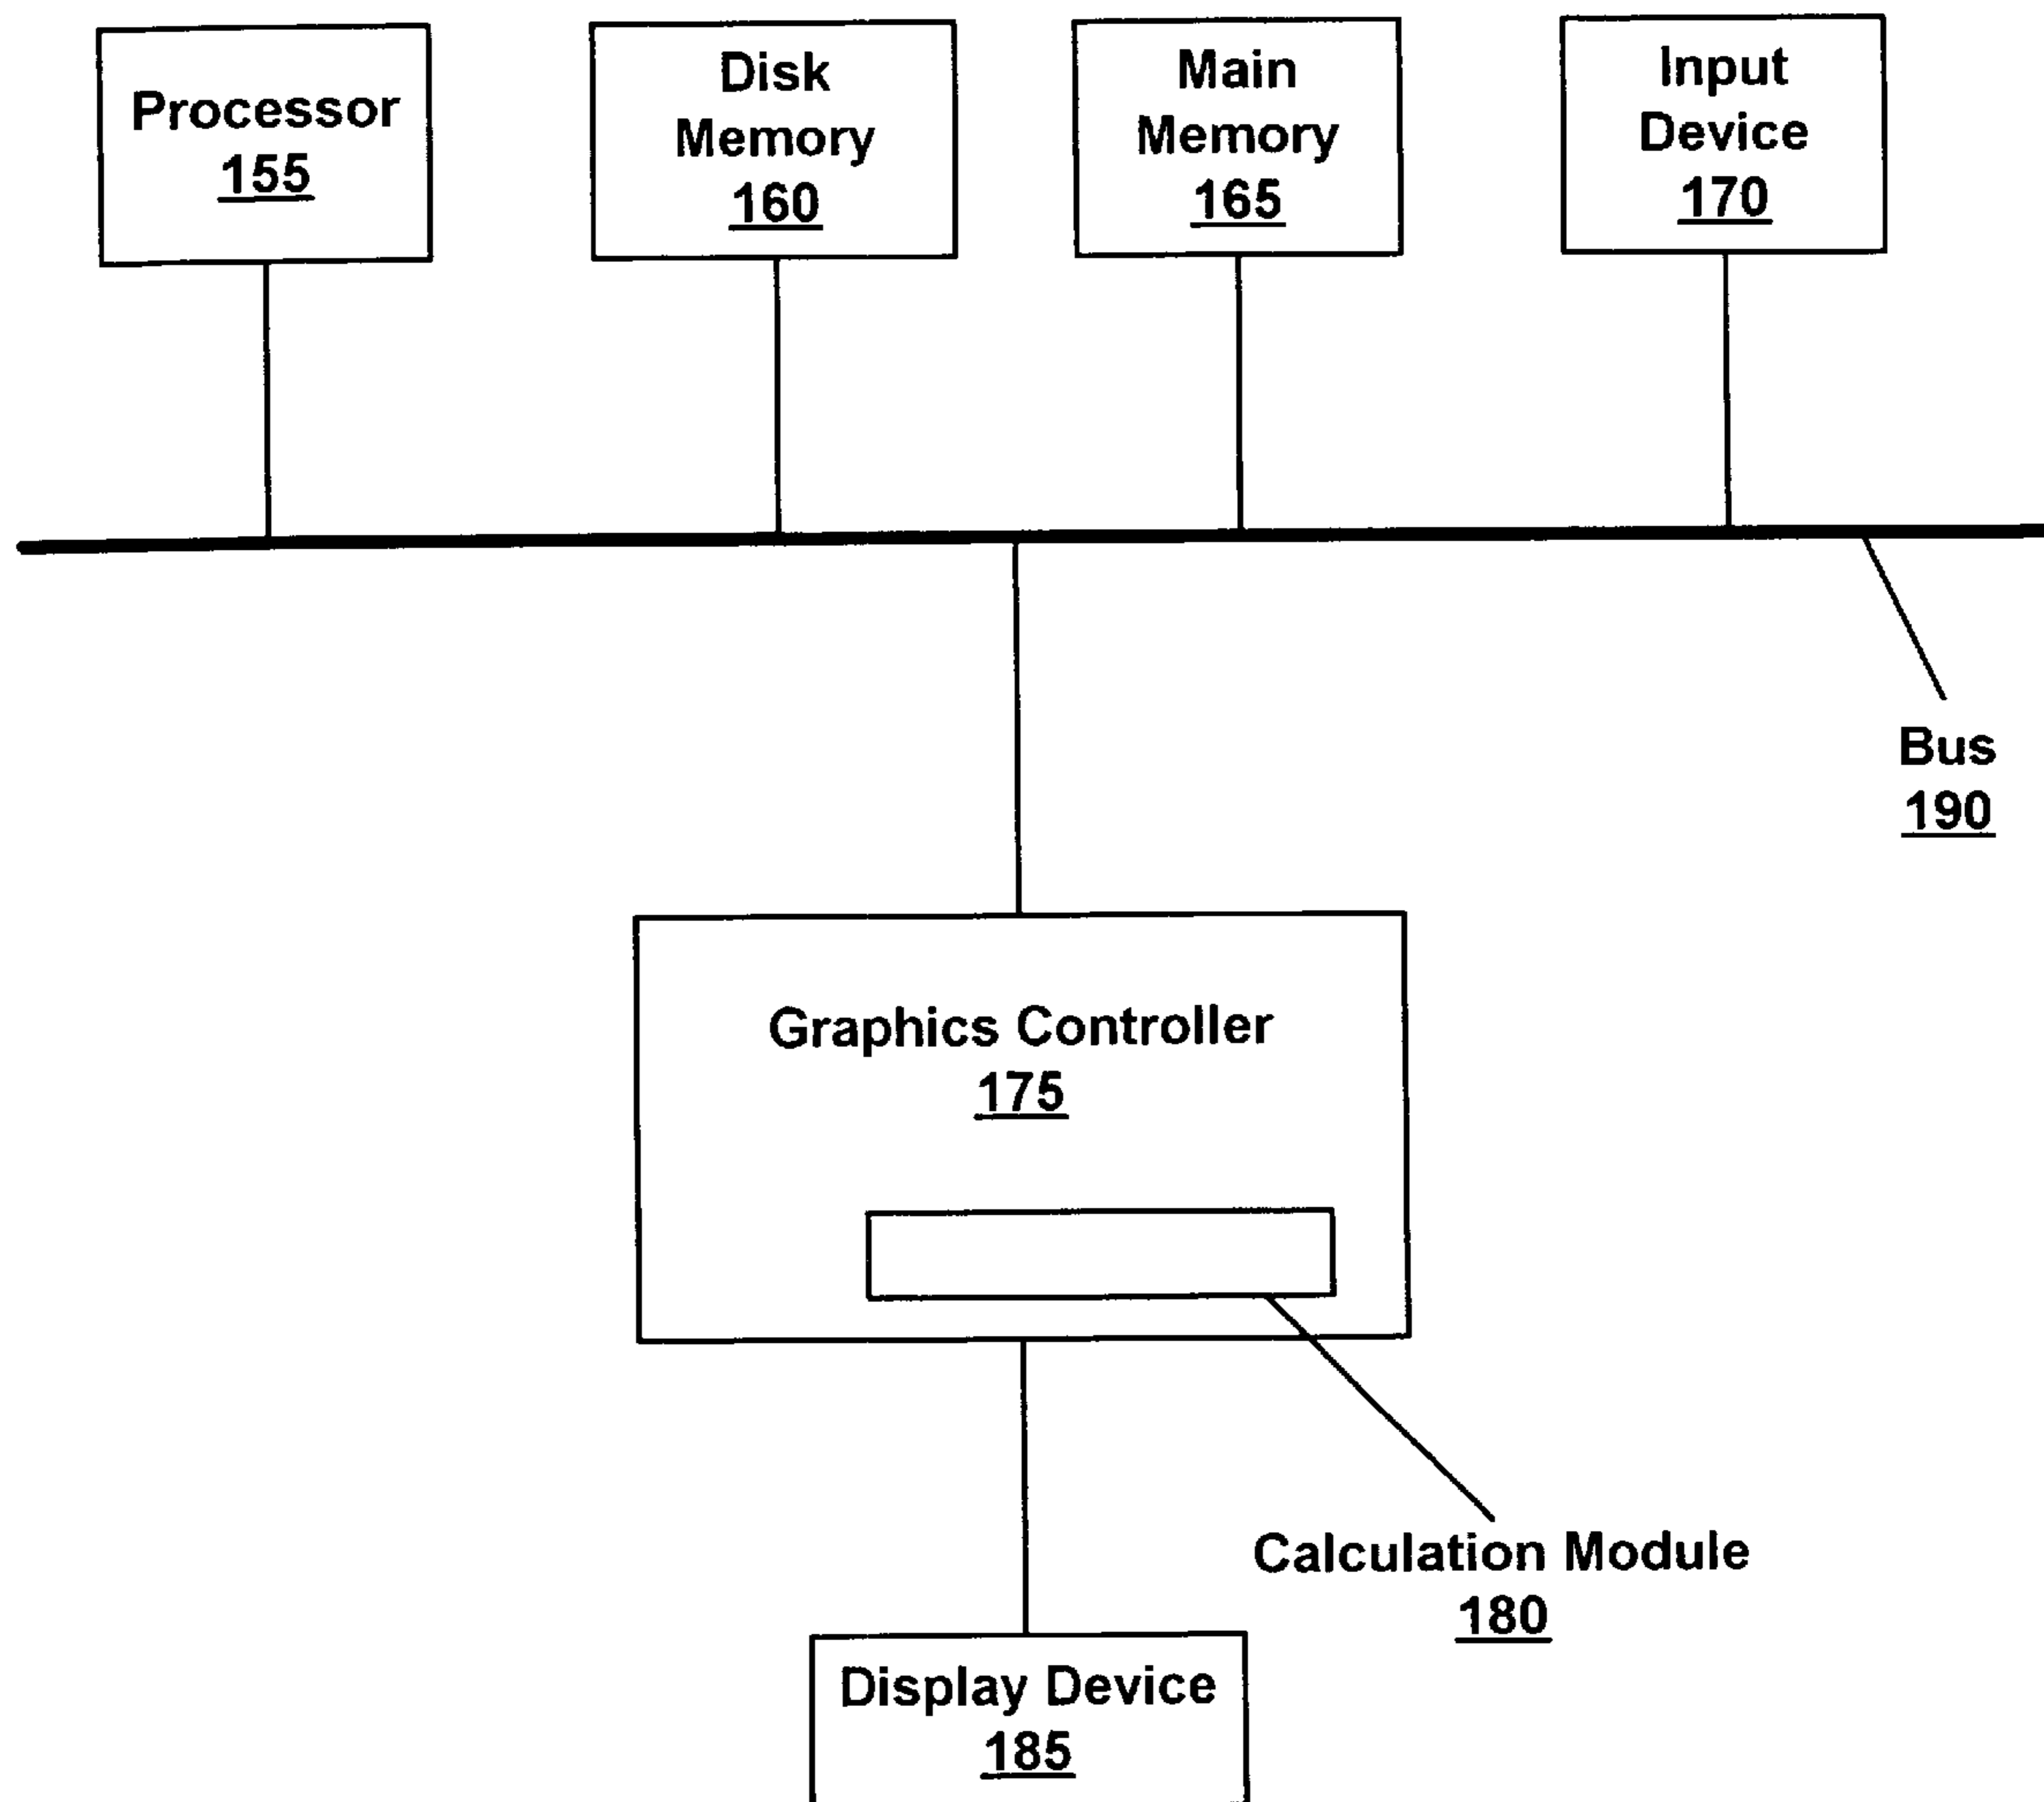 Processor
155
Disk
Memory
160
Main
Memory
165
Input
Device
170
Bus
190
Graphics Controller
175
Calculation Module
180
Display Device
185